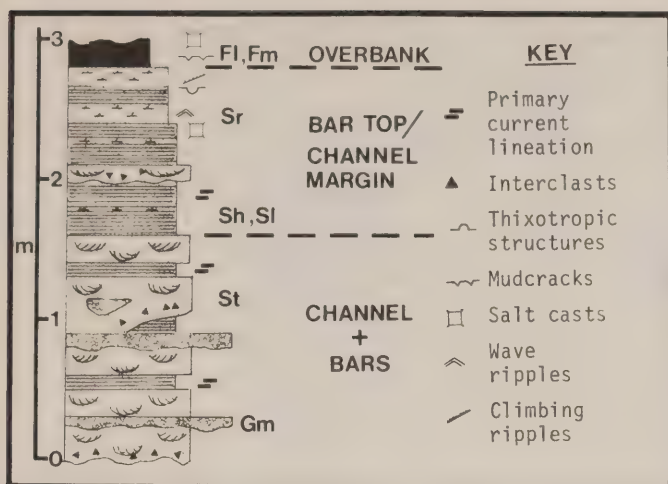 3
Fl,Fm
OVERBANK
Sr
BAR TOP/
CHANNEL
MARGIN
2
Sh,Sl
m
St
1
CHANNEL
+
BARS
Gm
0
KEY
Primary
current
lineation
Interclasts
Thixotropic
structures
Mudcracks
Salt casts
Wave
ripples
Climbing
ripples